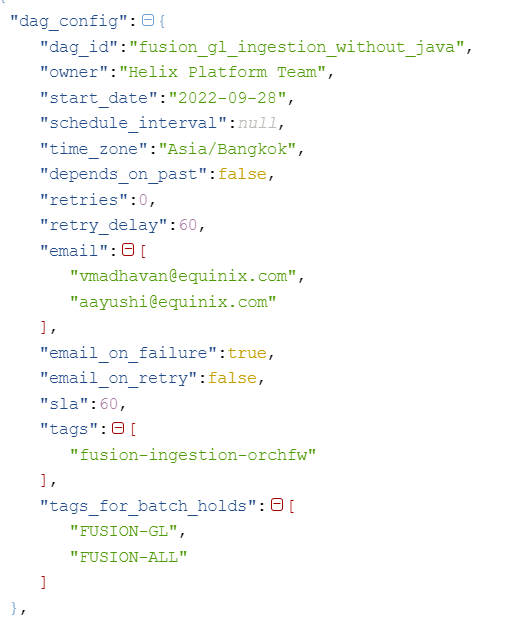 "dag_config":{
"dag_id":"fusion_gl_ingestion_without_java",
"owner":"Helix Platform Team",
"start_date":"2022-09-28",
"schedule_interval":null,
"time_zone":"Asia/Bangkok",
"depends_on_past":false,
"retries":0,
"retry_delay":60,
"email":[
"vmadhavan@equinix.com",
"aayushi@equinix.com"
],
"email_on_failure":true,
"email_on_retry":false,
"sla":60,
"tags":[
"fusion-ingestion-orchfw"
],
"tags_for_batch_holds":[
"FUSION-GL",
"FUSION-ALL"
]
},